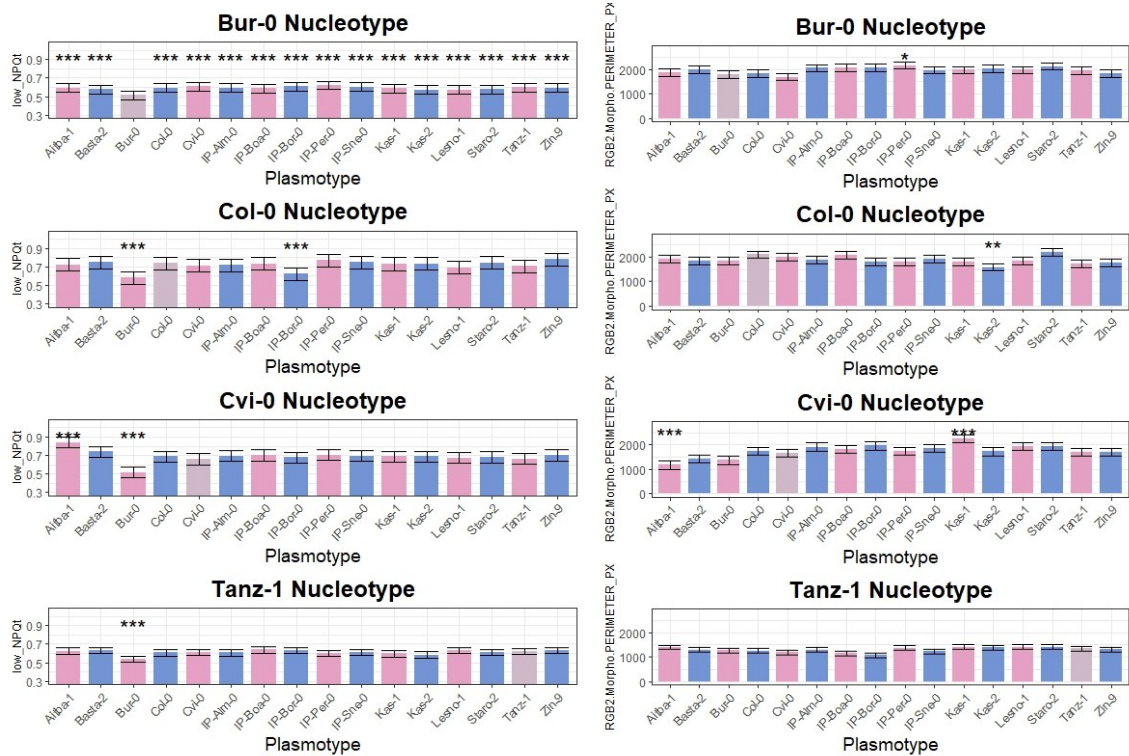 Bur-0 Nucleotype
low_NPQt
0.9
0.7
0.5
0.3
*** *** *** *** *** *** *** *** *** *** *** *** *** *** ***
Aitba-1 Basta-2 Bur-0 Col-0 Cvi-0 IP-Alm-0 IP-Boa-0 IP-Bor-0 IP-Per-0 IP-Sne-0 Kas-1 Kas-2 Lesno-1 Staro-2 Tanz-1 Zin-9
Plasmotype
Col-0 Nucleotype
low_NPQt
0.9
0.7
0.5
0.3
*** ***
Aitba-1 Basta-2 Bur-0 Col-0 Cvi-0 IP-Alm-0 IP-Boa-0 IP-Bor-0 IP-Per-0 IP-Sne-0 Kas-1 Kas-2 Lesno-1 Staro-2 Tanz-1 Zin-9
Plasmotype
Cvi-0 Nucleotype
low_NPQt
0.9
0.7
0.5
0.3
*** ***
Aitba-1 Basta-2 Bur-0 Col-0 Cvi-0 IP-Alm-0 IP-Boa-0 IP-Bor-0 IP-Per-0 IP-Sne-0 Kas-1 Kas-2 Lesno-1 Staro-2 Tanz-1 Zin-9
Plasmotype
Tanz-1 Nucleotype
low_NPQt
0.9
0.7
0.5
0.3
***
Aitba-1 Basta-2 Bur-0 Col-0 Cvi-0 IP-Alm-0 IP-Boa-0 IP-Bor-0 IP-Per-0 IP-Sne-0 Kas-1 Kas-2 Lesno-1 Staro-2 Tanz-1 Zin-9
Plasmotype
Bur-0 Nucleotype
RGB2.Morpho.PERIMETER_PX
2000
1000
0
*
Aitba-1 Basta-2 Bur-0 Col-0 Cvi-0 IP-Alm-0 IP-Boa-0 IP-Bor-0 IP-Per-0 IP-Sne-0 Kas-1 Kas-2 Lesno-1 Staro-2 Tanz-1 Zin-9
Plasmotype
Col-0 Nucleotype
RGB2.Morpho.PERIMETER_PX
2000
1000
0
**
Aitba-1 Basta-2 Bur-0 Col-0 Cvi-0 IP-Alm-0 IP-Boa-0 IP-Bor-0 IP-Per-0 IP-Sne-0 Kas-1 Kas-2 Lesno-1 Staro-2 Tanz-1 Zin-9
Plasmotype
Cvi-0 Nucleotype
RGB2.Morpho.PERIMETER_PX
2000
1000
0
*** ***
Aitba-1 Basta-2 Bur-0 Col-0 Cvi-0 IP-Alm-0 IP-Boa-0 IP-Bor-0 IP-Per-0 IP-Sne-0 Kas-1 Kas-2 Lesno-1 Staro-2 Tanz-1 Zin-9
Plasmotype
Tanz-1 Nucleotype
RGB2.Morpho.PERIMETER_PX
2000
1000
0
Aitba-1 Basta-2 Bur-0 Col-0 Cvi-0 IP-Alm-0 IP-Boa-0 IP-Bor-0 IP-Per-0 IP-Sne-0 Kas-1 Kas-2 Lesno-1 Staro-2 Tanz-1 Zin-9
Plasmotype